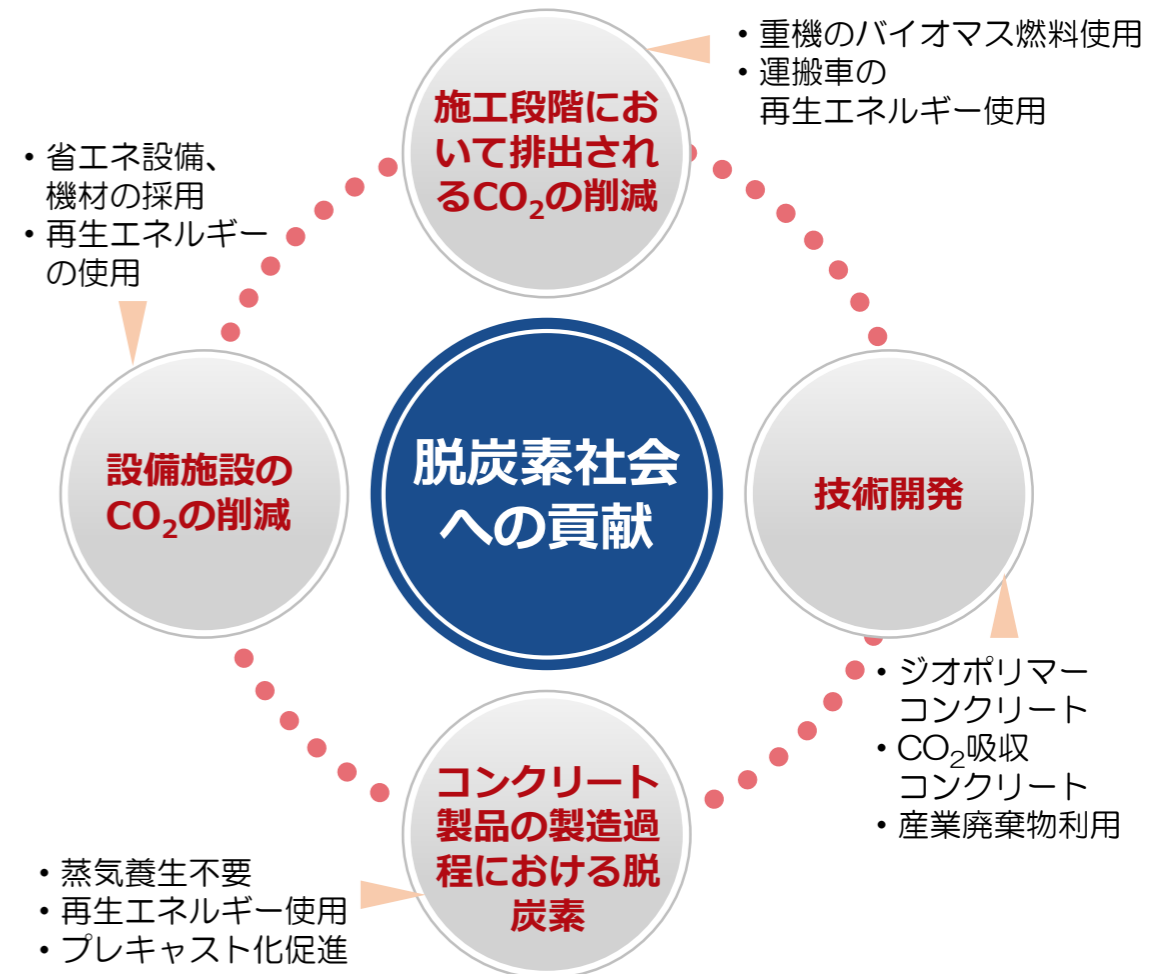 ・重機のバイオマス燃料使用
・運搬車の
再生エネルギー使用
施工段階にお
いて排出され
るCO₂の削減
・省エネ設備、
機材の採用
・再生エネルギー
の使用
設備施設の
CO₂の削減
脱炭素社会
への貢献
技術開発
・ジオポリマー
コンクリート
・CO₂吸収
コンクリート
・産業廃棄物利用
コンクリート
製品の製造過
程における脱
炭素
・蒸気養生不要
・再生エネルギー使用
・プレキャスト化促進